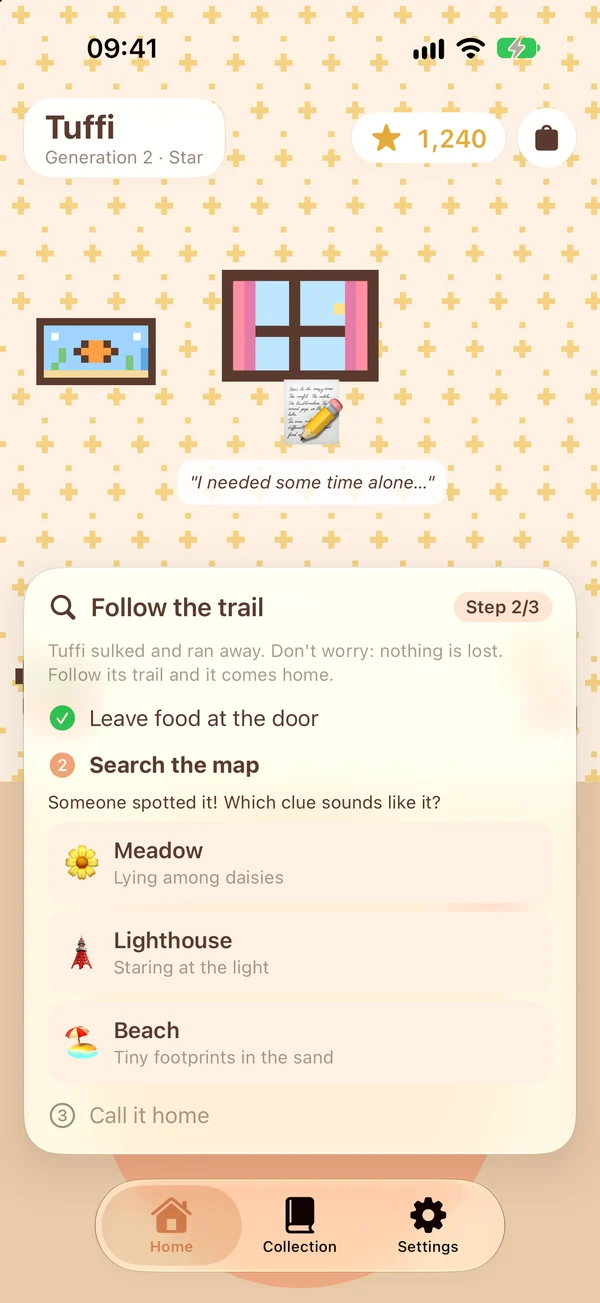 09:41
Tuffi
Generation 2 · Star
1,240
"I needed some time alone..."
Follow the trail
Step 2/3
Tuffi sulked and ran away. Don't worry: nothing is lost.
Follow its trail and it comes home.
Leave food at the door
2 Search the map
Someone spotted it! Which clue sounds like it?
Meadow
Lying among daisies
Lighthouse
Staring at the light
Beach
Tiny footprints in the sand
3 Call it home
Home
Collection
Settings